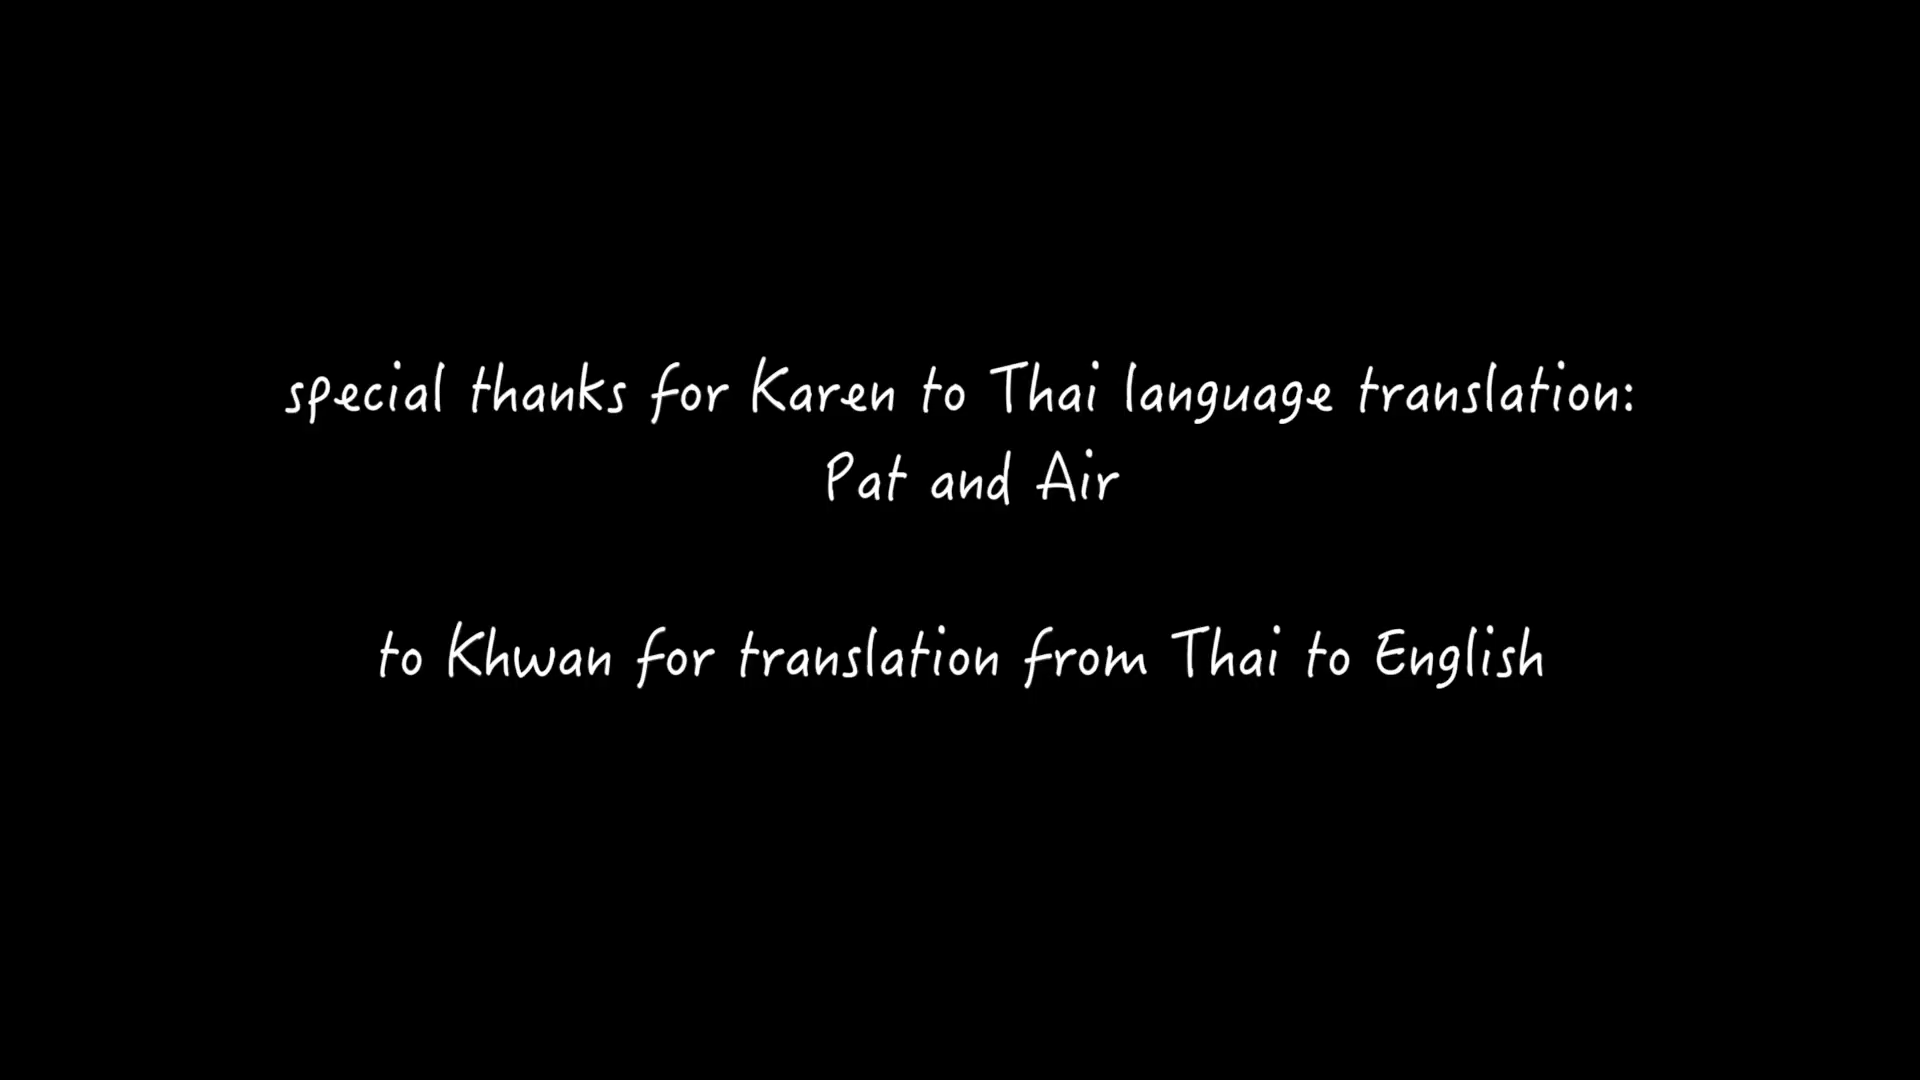 special thanks for Karen to Thai language translation:
Pat and Air
to Khwan for translation from Thai to English